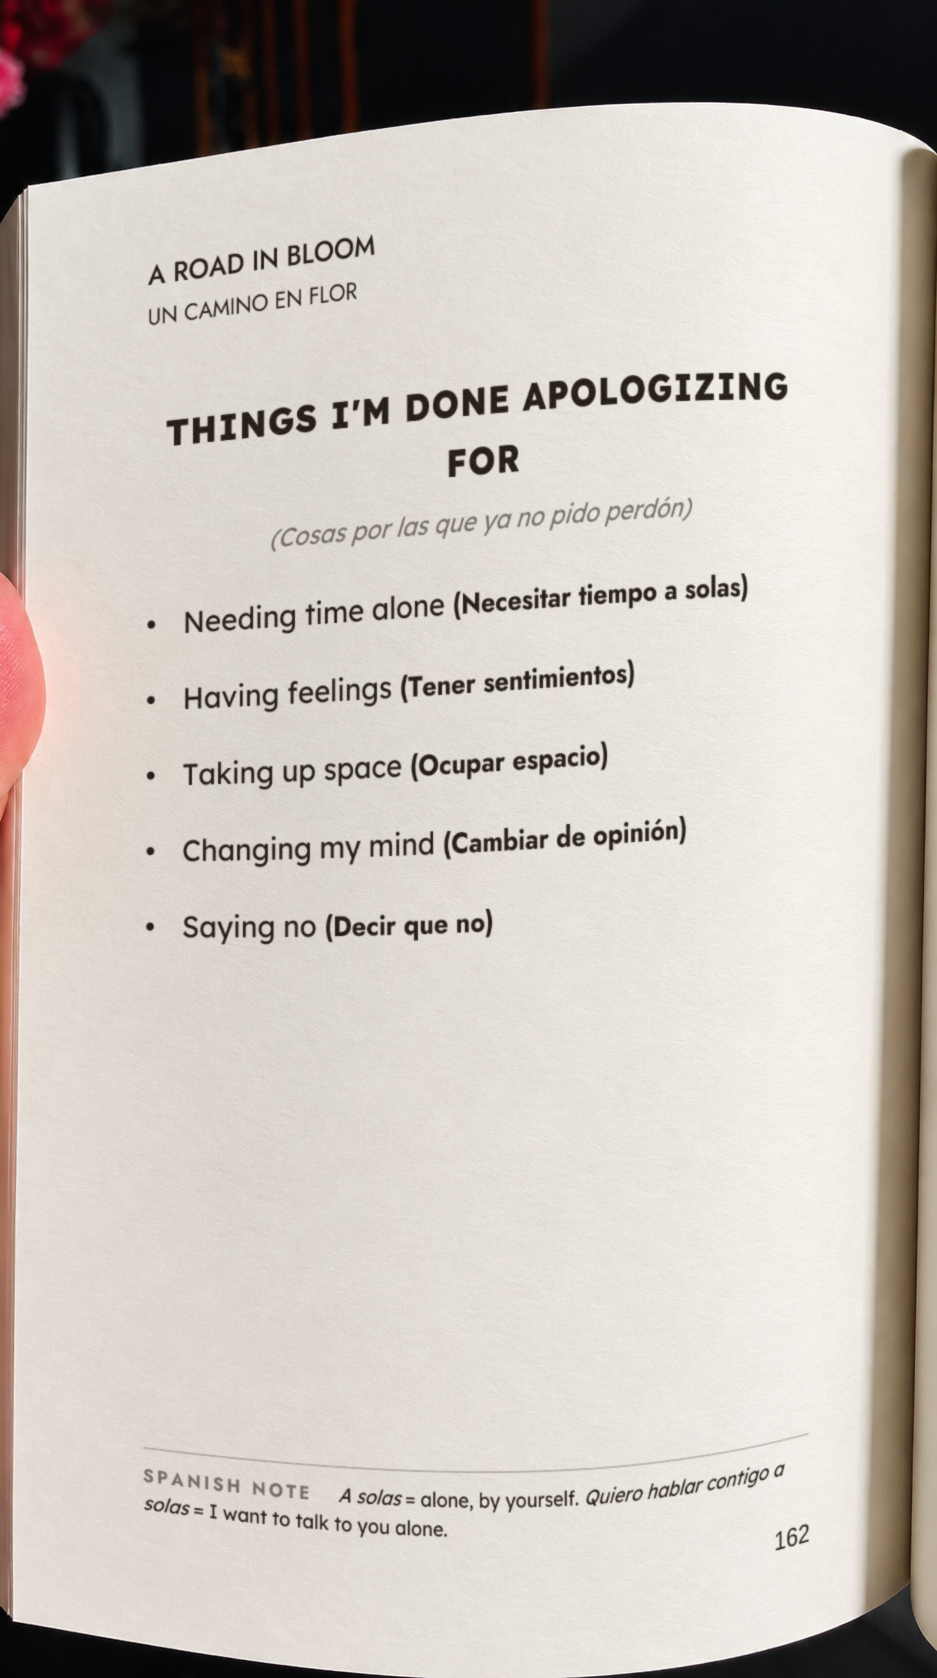 A ROAD IN BLOOM
UN CAMINO EN FLOR
THINGS I'M DONE APOLOGIZING
FOR
(Cosas por las que ya no pido perdón)
• Needing time alone (Necesitar tiempo a solas)
• Having feelings (Tener sentimientos)
• Taking up space (Ocupar espacio)
• Changing my mind (Cambiar de opinión)
• Saying no (Decir que no)
SPANISH NOTE A solas = alone, by yourself. Quiero hablar contigo a
solas = I want to talk to you alone.
162